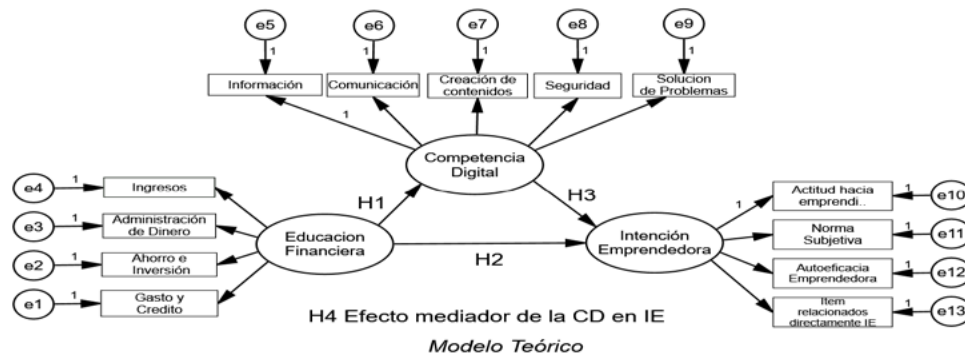 e5 e6 e7 e8 e9
1 1 1 1 1
Información
Comunicación
Creación de
contenidos
Seguridad
Solucion
de Problemas
1
Competencia
Digital
e4 1 Ingresos
e3 1 Administración
de Dinero
e2 1 Ahorro e
Inversión
e1 1 Gasto y
Credito
H1
H3
Educacion
Financiera
H2
Intención
Emprendedora
1
Actitud hacia
emprendi..
1 e10
Norma
Subjetiva
1 e11
Autoeficacia
Emprendedora
1 e12
Item
relacionados
directamente IE
1 e13
H4 Efecto mediador de la CD en IE
Modelo Teórico